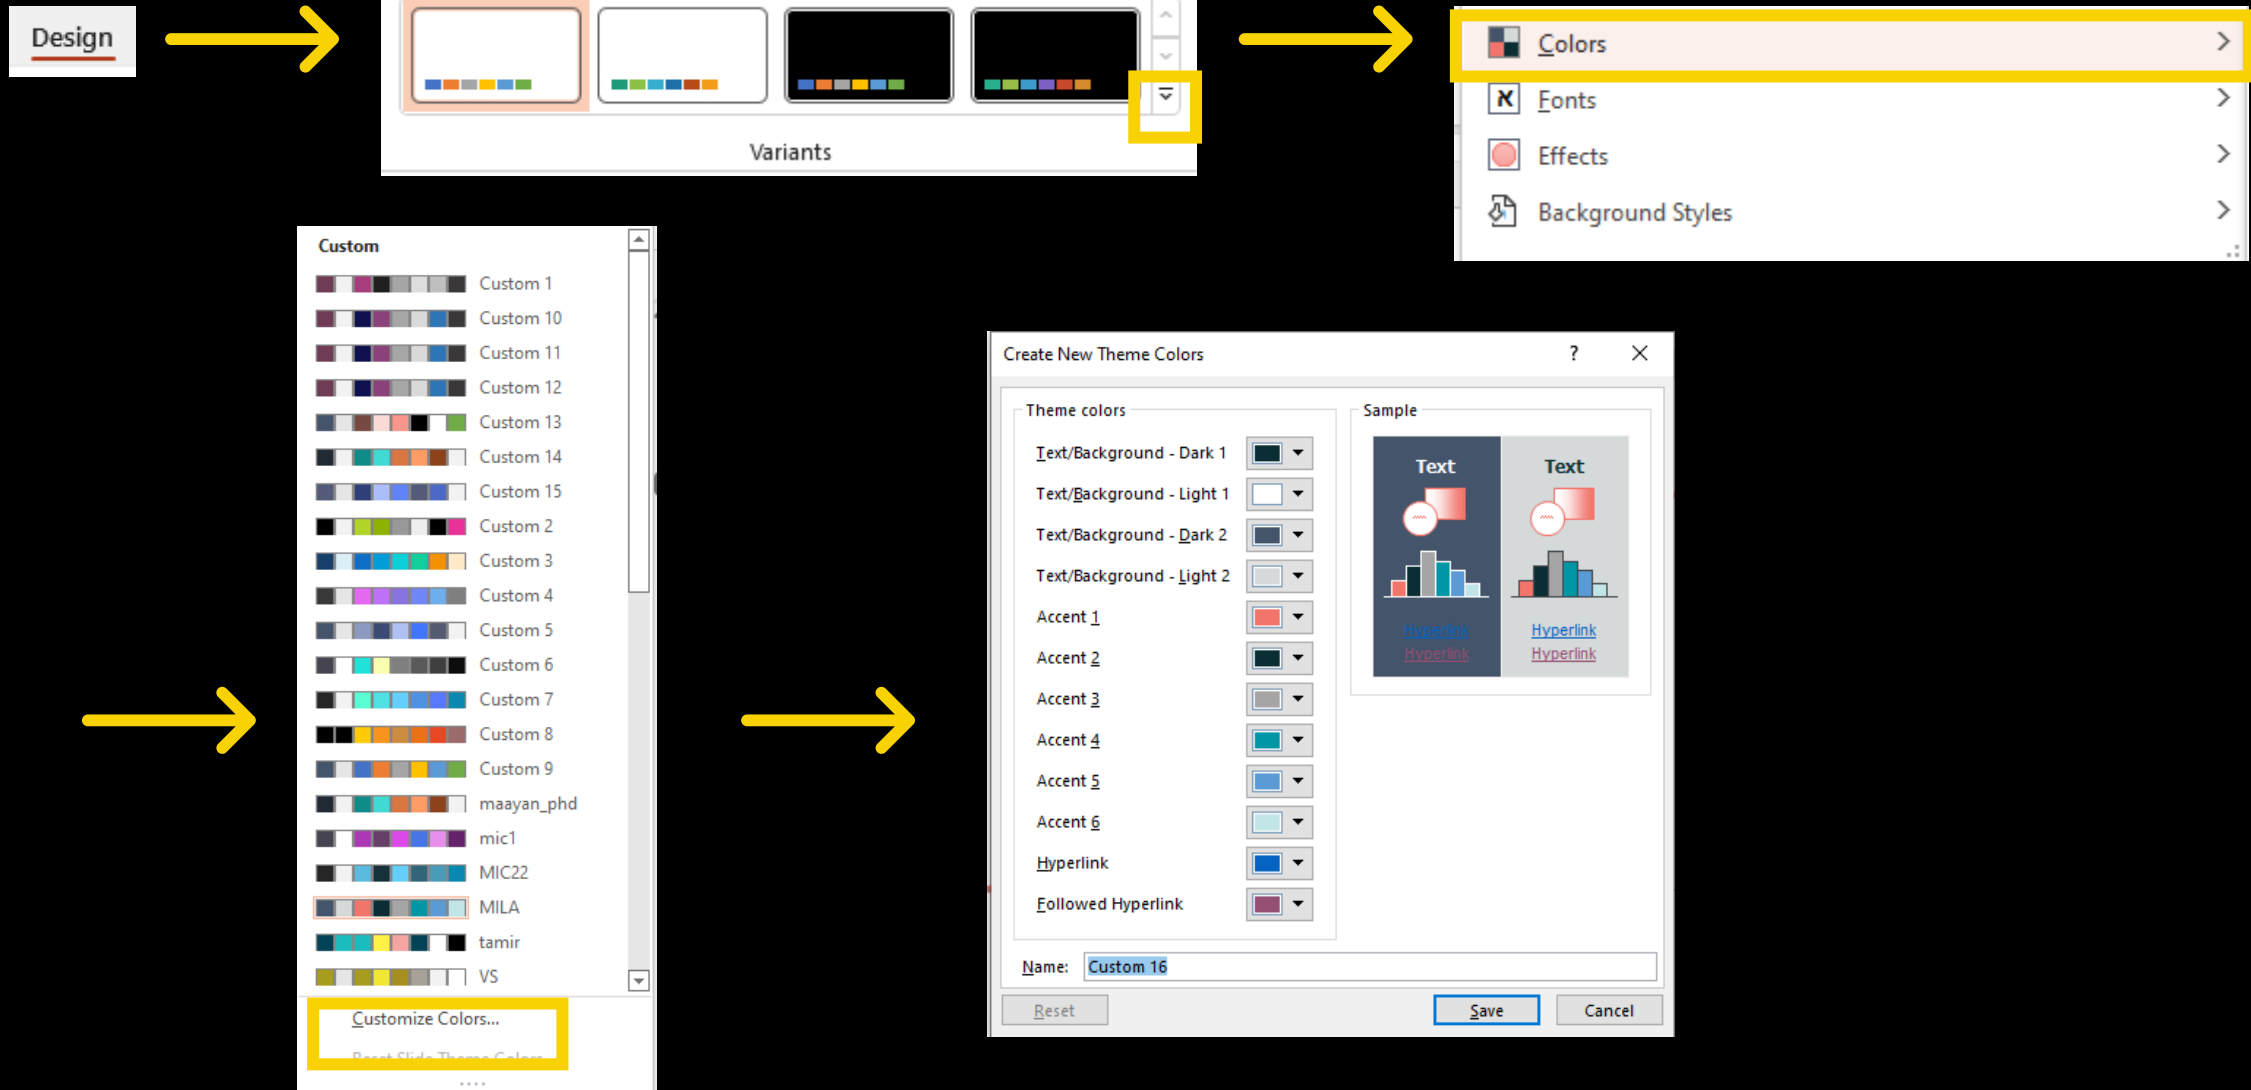 Design
Variants
Colors
א Fonts
Effects
Background Styles
Custom
Custom 1
Custom 10
Custom 11
Custom 12
Custom 13
Custom 14
Custom 15
Custom 2
Custom 3
Custom 4
Custom 5
Custom 6
Custom 7
Custom 8
Custom 9
maayan_phd
mic1
MIC22
MILA
tamir
VS
Customize Colors...
Reset Slide Theme Colors
Create New Theme Colors ?
Theme colors
Text/Background - Dark 1
Text/Background - Light 1
Text/Background - Dark 2
Text/Background - Light 2
Accent 1
Accent 2
Accent 3
Accent 4
Accent 5
Accent 6
Hyperlink
Followed Hyperlink
Sample
Text Text
Hyperlink Hyperlink
Hyperlink Hyperlink
Name: Custom 16
Reset Save Cancel